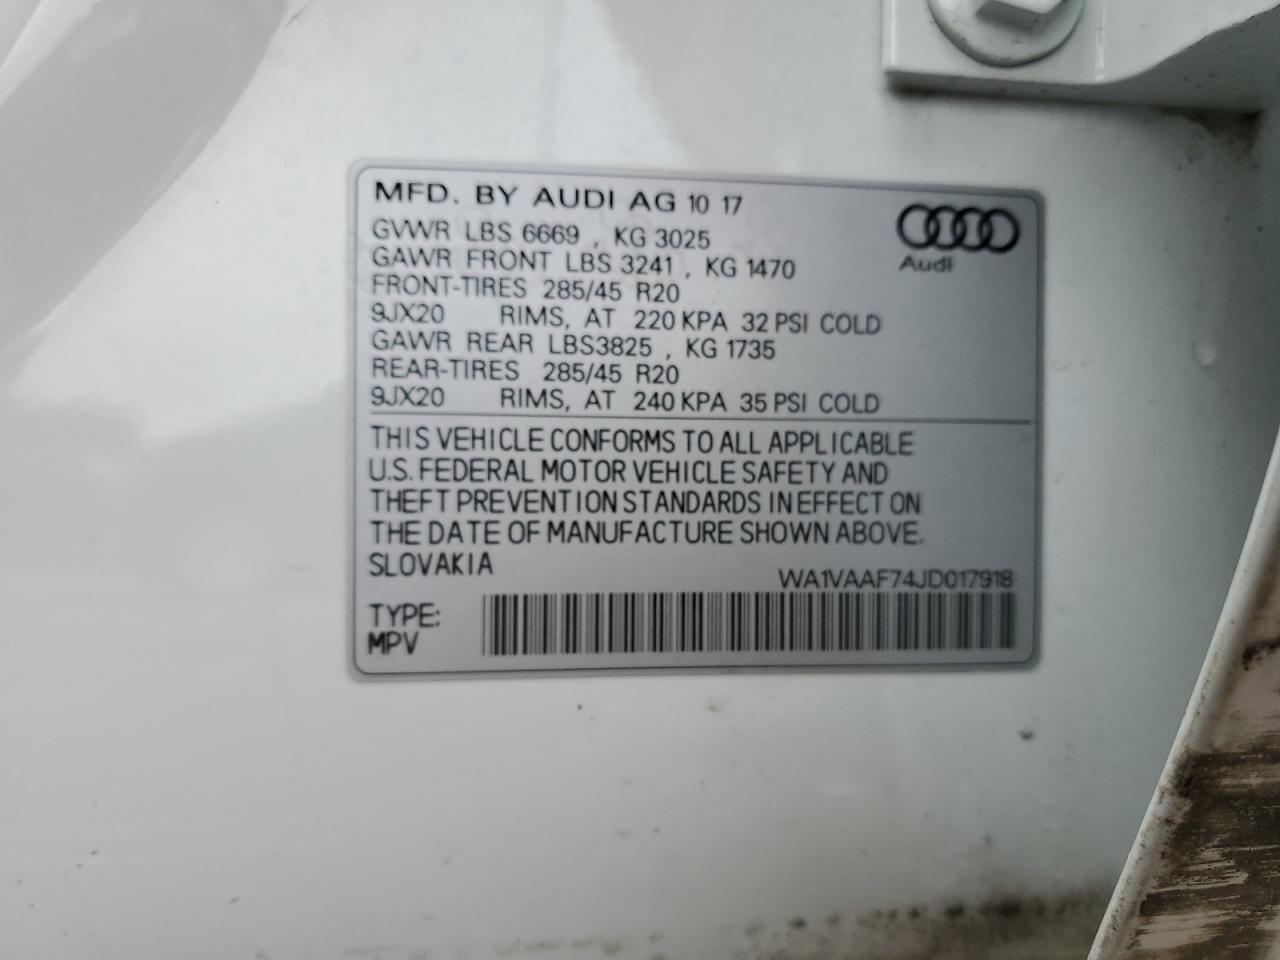 MFD. BY AUDI AG 10 17
GVWR LBS 6669 , KG 3025
GAWR FRONT LBS 3241 , KG 1470
FRONT-TIRES 285/45 R20
9JX20 RIMS, AT 220 KPA 32 PSI COLD
GAWR REAR LBS3825 , KG 1735
REAR-TIRES 285/45 R20
9JX20 RIMS, AT 240 KPA 35 PSI COLD
Audi
THIS VEHICLE CONFORMS TO ALL APPLICABLE
U.S. FEDERAL MOTOR VEHICLE SAFETY AND
THEFT PREVENTION STANDARDS IN EFFECT ON
THE DATE OF MANUFACTURE SHOWN ABOVE.
SLOVAKIA
WA1VAAF74JD017918
TYPE:
MPV